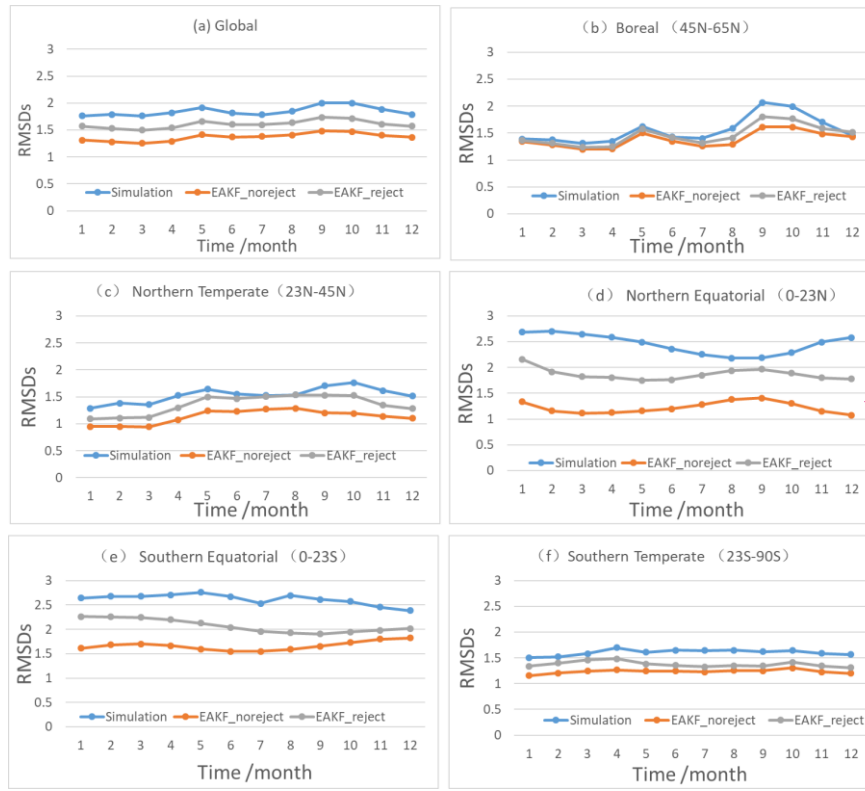 (a) Global
3
2.5
2
1.5
1
0.5
0
RMSDs
Simulation EAKF_noreject EAKF_reject
1 2 3 4 5 6 7 8 9 10 11 12
Time /month
(b) Boreal (45N-65N)
3
2.5
2
1.5
1
0.5
0
RMSDs
Simulation EAKF_noreject EAKF_reject
1 2 3 4 5 6 7 8 9 10 11 12
Time /month
(c) Northern Temperate (23N-45N)
3
2.5
2
1.5
1
0.5
0
RMSDs
Simulation EAKF_noreject EAKF_reject
1 2 3 4 5 6 7 8 9 10 11 12
Time /month
(d) Northern Equatorial (0-23N)
3
2.5
2
1.5
1
0.5
0
RMSDs
Simulation EAKF_noreject EAKF_reject
1 2 3 4 5 6 7 8 9 10 11 12
Time /month
(e) Southern Equatorial (0-23S)
3
2.5
2
1.5
1
0.5
0
RMSDs
Simulation EAKF_noreject EAKF_reject
1 2 3 4 5 6 7 8 9 10 11 12
Time /month
(f) Southern Temperate (23S-90S)
3
2.5
2
1.5
1
0.5
0
RMSDs
Simulation EAKF_noreject EAKF_reject
1 2 3 4 5 6 7 8 9 10 11 12
Time /month